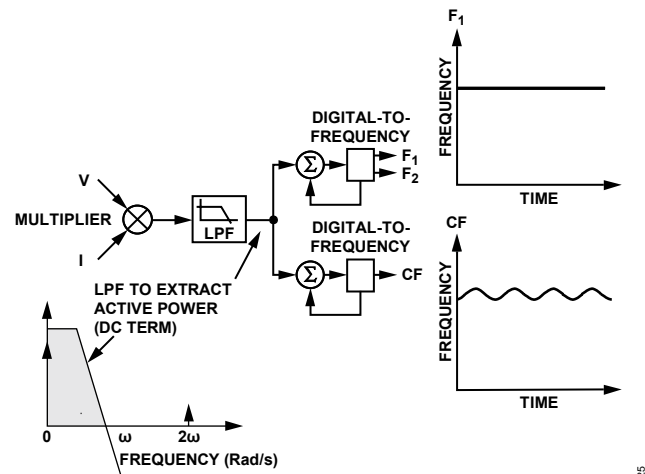 F1
FREQUENCY
TIME
DIGITAL-TO-
FREQUENCY
Σ
F1
F2
V
MULTIPLIER
I
LPF
DIGITAL-TO-
FREQUENCY
Σ
CF
CF
FREQUENCY
TIME
LPF TO EXTRACT
ACTIVE POWER
(DC TERM)
0
ω
2ω
FREQUENCY (Rad/s)